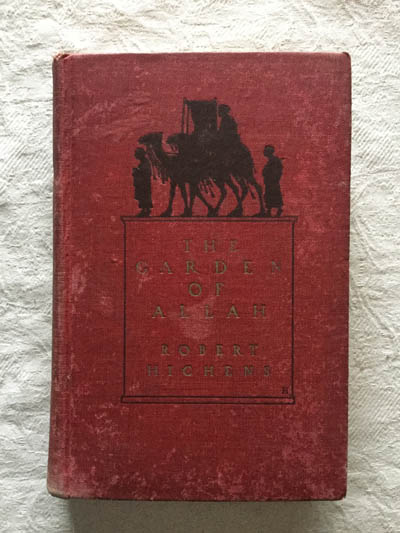 THE
GARDEN
OF
ALLAH
ROBERT
HICHENS
H